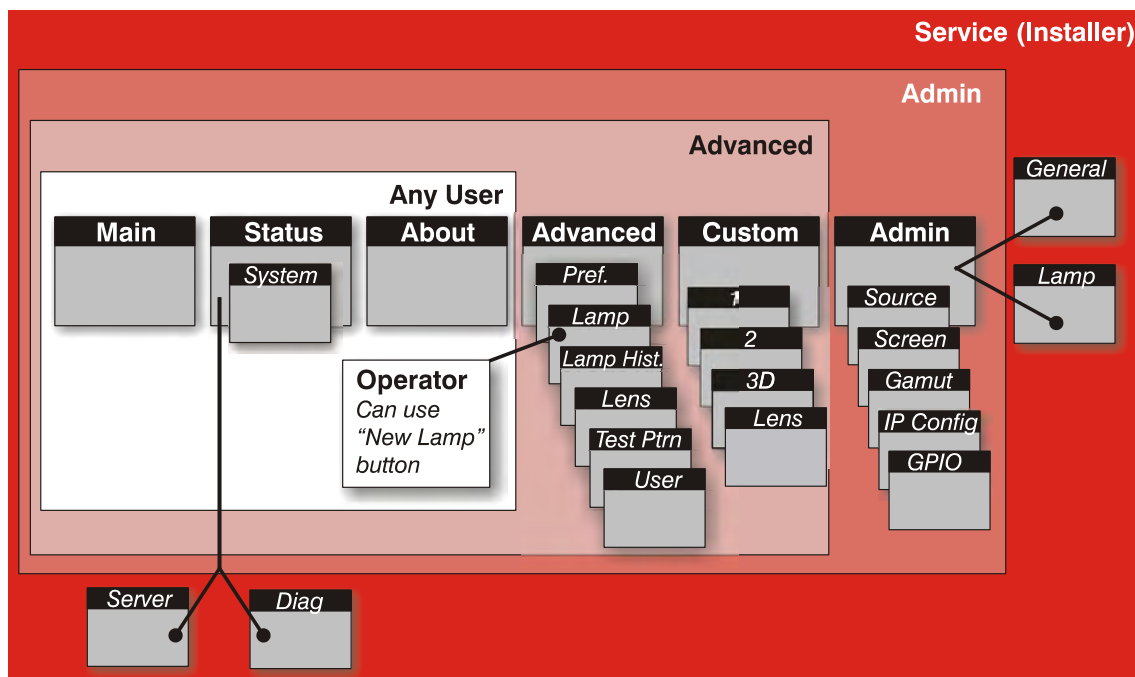 Service (Installer)
Admin
Advanced
Any User
Main
Status
About
Advanced
Custom
Admin
System
Pref.
Lamp
Lamp Hist.
Lens
Test Ptrn
User
1
2
3D
Lens
Source
Screen
Gamut
IP Config
GPIO
General
Lamp
Operator
Can use
“New Lamp”
button
Server
Diag